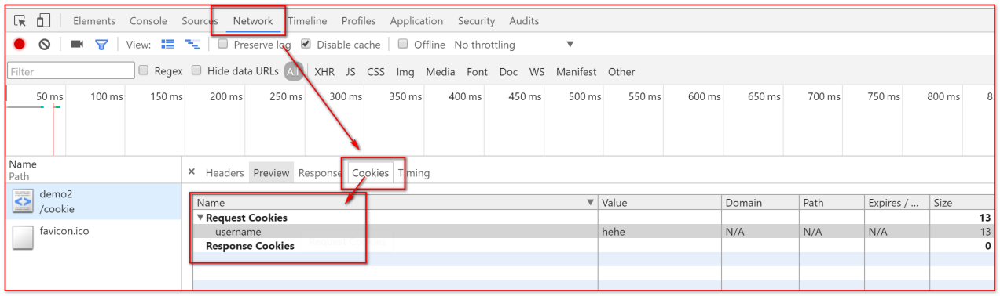 Elements Console Sources Network Timeline Profiles Application Security Audits
View: Preserve log Disable cache Offline No throttling
Filter Regex Hide data URLs All XHR JS CSS Img Media Font Doc WS Manifest Other
50 ms 100 ms 150 ms 200 ms 250 ms 300 ms 350 ms 400 ms 450 ms 500 ms 550 ms 600 ms 650 ms 700 ms 750 ms 800 ms 8
Name
Path
× Headers Preview Response Cookies Timing
demo2
/cookie
favicon.ico
Name Value Domain Path Expires / ... Size
Request Cookies 13
username hehe N/A N/A N/A 13
Response Cookies 0